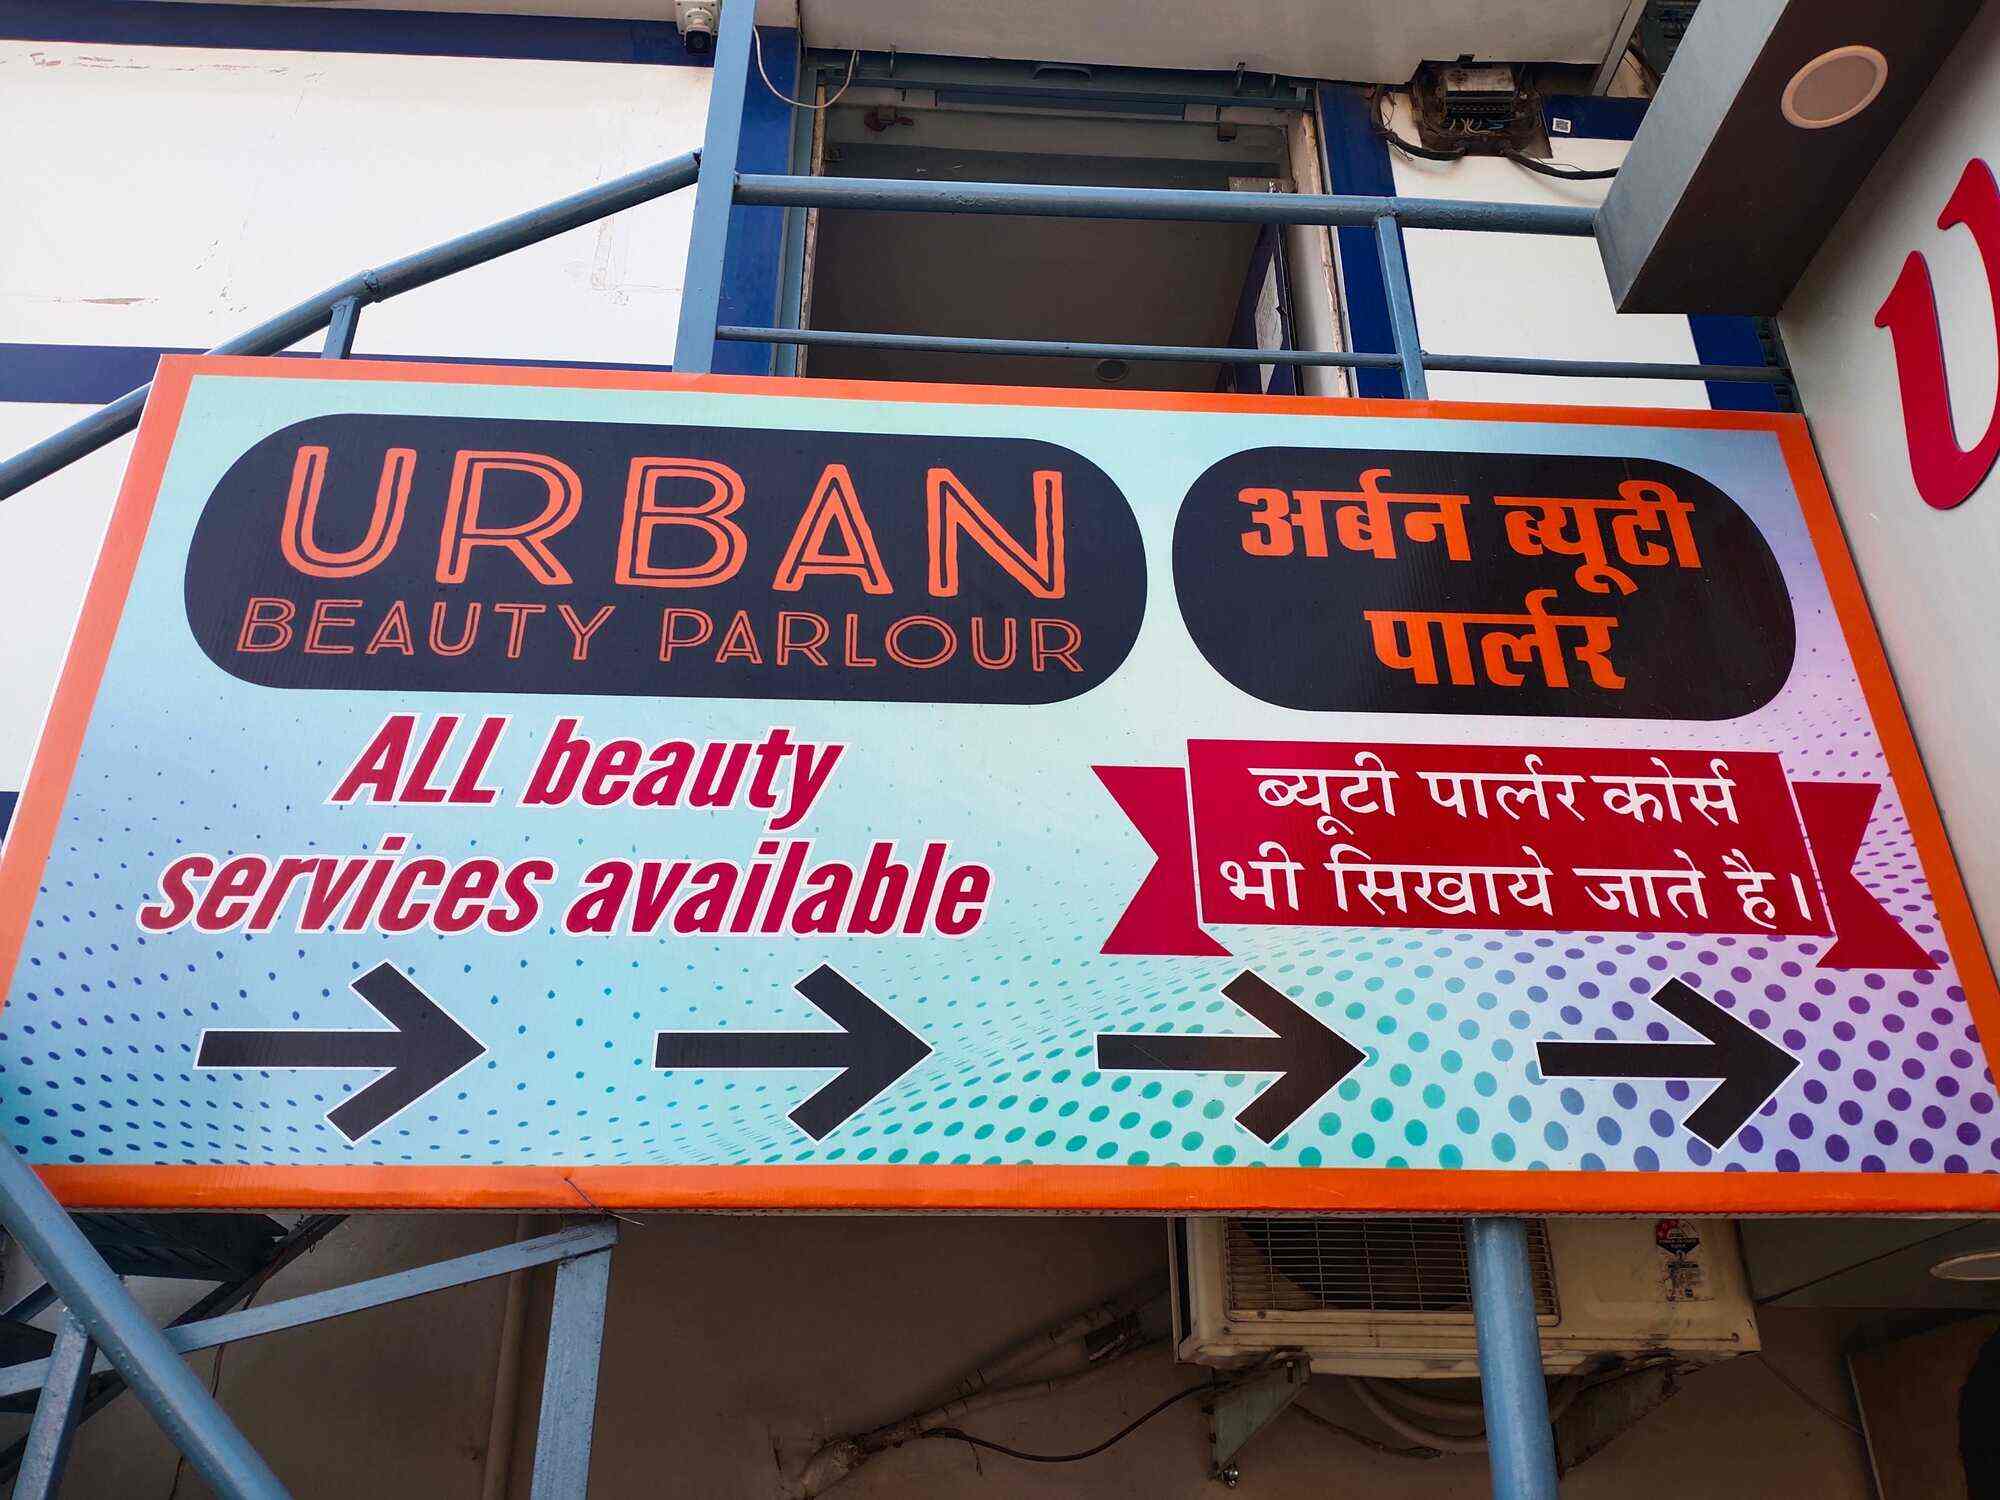 URBAN
BEAUTY PARLOUR
अर्बन ब्यूटी
पार्लर
ALL beauty
services available
ब्यूटी पार्लर कोर्स
भी सिखाये जाते है।
U